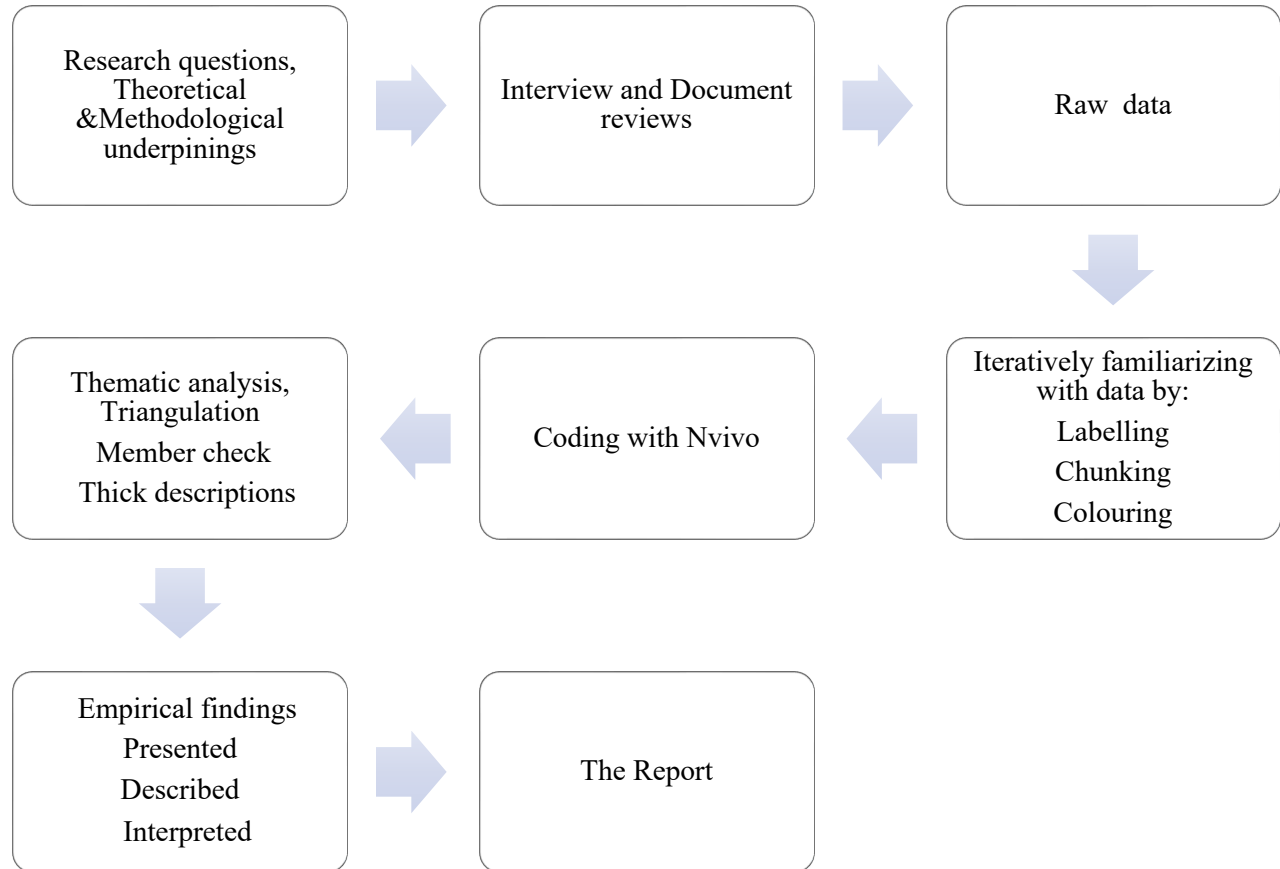 Research questions,
Theoretical
&Methodological
underpinings
Interview and Document
reviews
Raw data
Iteratively familiarizing
with data by:
Labelling
Chunking
Colouring
Coding with Nvivo
Thematic analysis,
Triangulation
Member check
Thick descriptions
Empirical findings
Presented
Described
Interpreted
The Report